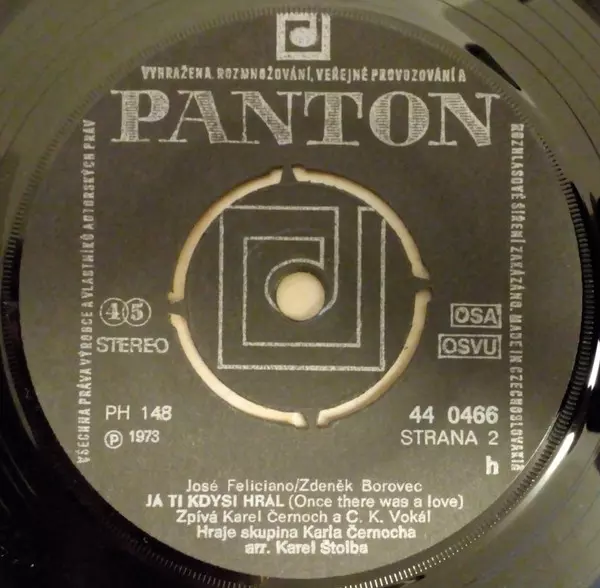 VYHRAŽENA. ROZMNOŽOVÁNÍ, VEŘEJNÉ PROVOZOVÁNÍ A
PANTON
VŠECHNA PRÁVA VÝROBCE A VLASTNÍKŮ AUTORSKÝCH PRÁV
ROZHLASOVÉ ŠÍŘENÍ ZAKÁZÁNO. MADE IN CZECHOSLOVAKIA
45
STEREO
OSA
OSVU
PH 148
Ⓟ 1973
44 0466
STRANA 2
h
José Feliciano/Zdeněk Borovec
JÁ TI KDYSI HRÁL (Once there was a love)
Zpívá Karel Černoch a C. K. Vokál
Hraje skupina Karla Černocha
arr. Karel Štolba